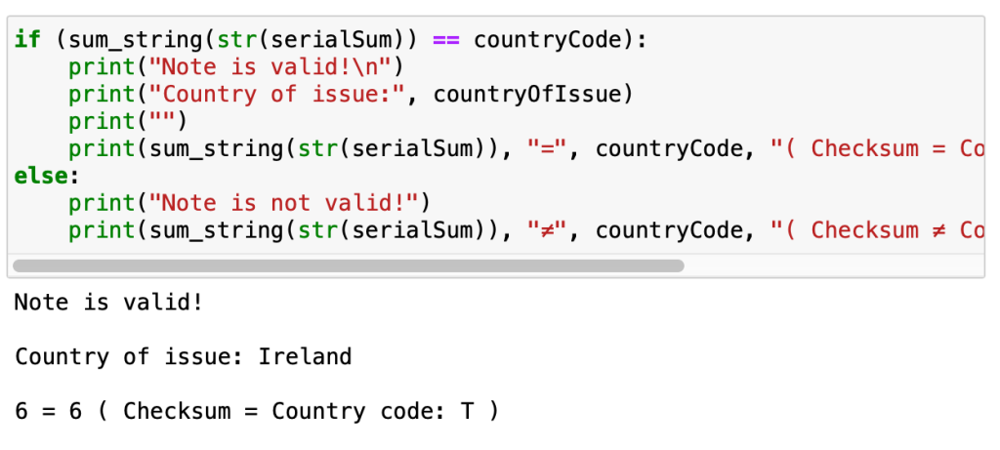 if (sum_string(str(serialSum)) == countryCode):
    print("Note is valid!\n")
    print("Country of issue:", countryOfIssue)
    print("")
    print(sum_string(str(serialSum)), "=", countryCode, "( Checksum = Co
else:
    print("Note is not valid!")
    print(sum_string(str(serialSum)), "≠", countryCode, "( Checksum ≠ Co
Note is valid!
Country of issue: Ireland
6 = 6 ( Checksum = Country code: T )